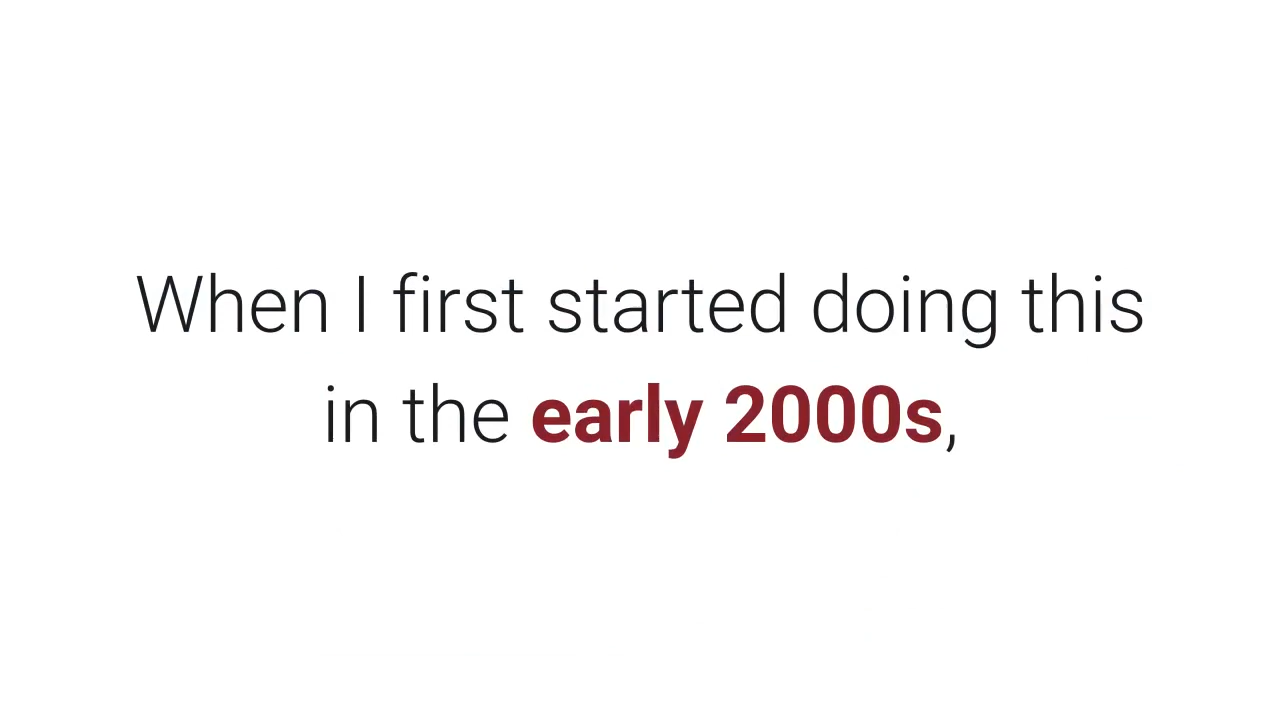 When I first started doing this
in the early 2000s,